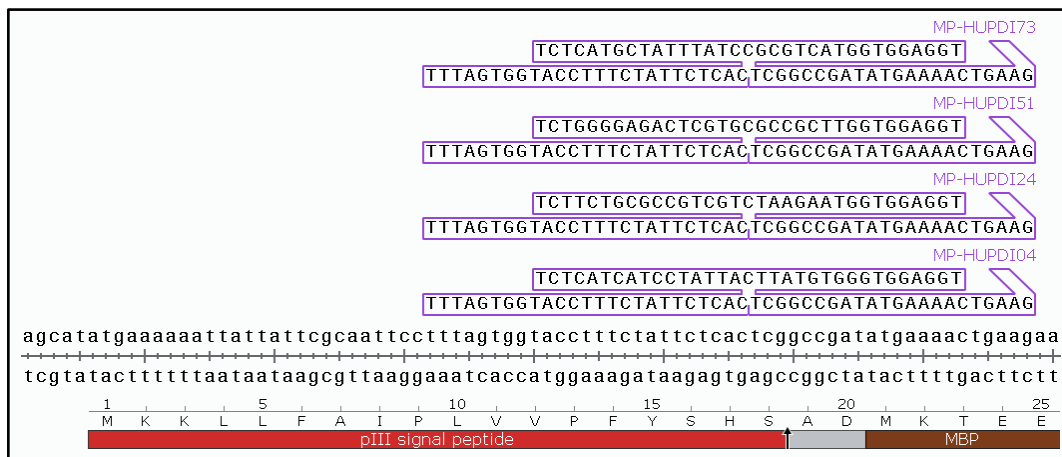 MP-HUPDI73
TCTCATGCTATTTATCCGCGTCATGGTGGAGGT
TTTAGTGGTACCTTTCTATTCTCACTCGGCCGATATGAAAACTGAAG
MP-HUPDI51
TCTGGGGAGACTCGTGCGCCGCTTGGTGGAGGT
TTTAGTGGTACCTTTCTATTCTCACTCGGCCGATATGAAAACTGAAG
MP-HUPDI24
TCTTCTGCGCCGTCGTCTAAGAATGGTGGAGGT
TTTAGTGGTACCTTTCTATTCTCACTCGGCCGATATGAAAACTGAAG
MP-HUPDI04
TCTCATCATCCTATTACTTATGTGGGTGGAGGT
TTTAGTGGTACCTTTCTATTCTCACTCGGCCGATATGAAAACTGAAG
agcatatgaaaaaattattattcgcaattcctttagtggtacctttctattctcactcggccgatatgaaaactgaagaa
tcgtatacttttttaataataagcgttaaggaaatcaccatggaaagataagagtgagccggctatacttttgacttctt
1 5 10 15 20 25
M K K L L F A I P L V V P F Y S H S A D M K T E E
pIII signal peptide MBP